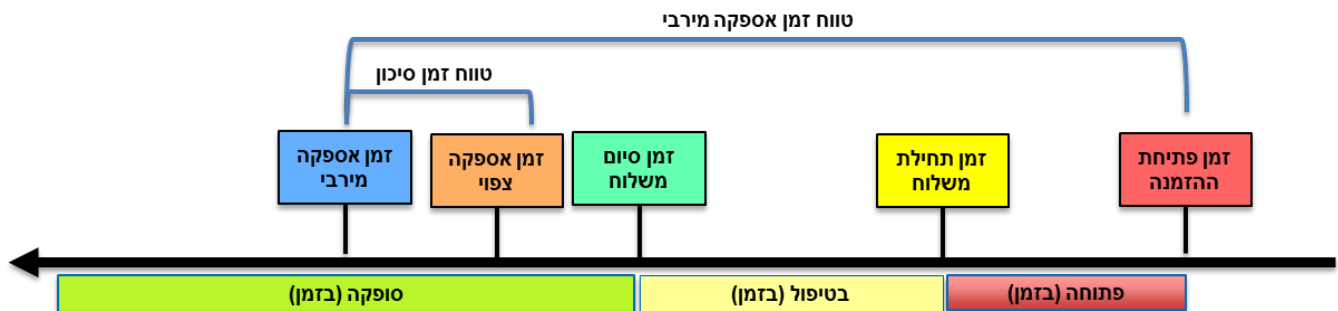 טווח זמן אספקה מירבי
טווח זמן סיכון
זמן פתיחת
ההזמנה
זמן תחילת
משלוח
זמן סיום
משלוח
זמן אספקה
צפוי
זמן אספקה
מירבי
פתוחה (בזמן)
בטיפול (בזמן)
סופקה (בזמן)